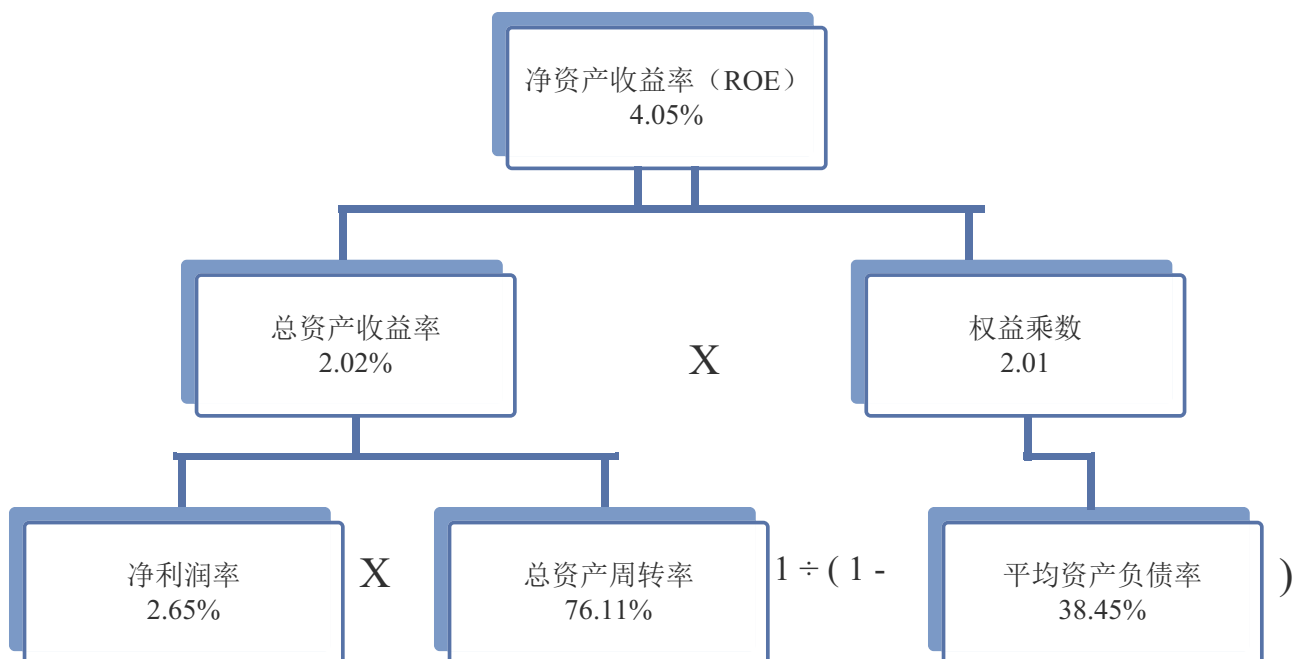 净资产收益率（ROE）
4.05%
总资产收益率
2.02%
X
权益乘数
2.01
净利润率
2.65%
X
总资产周转率
76.11%
1 ÷ ( 1 -
平均资产负债率
38.45%
)